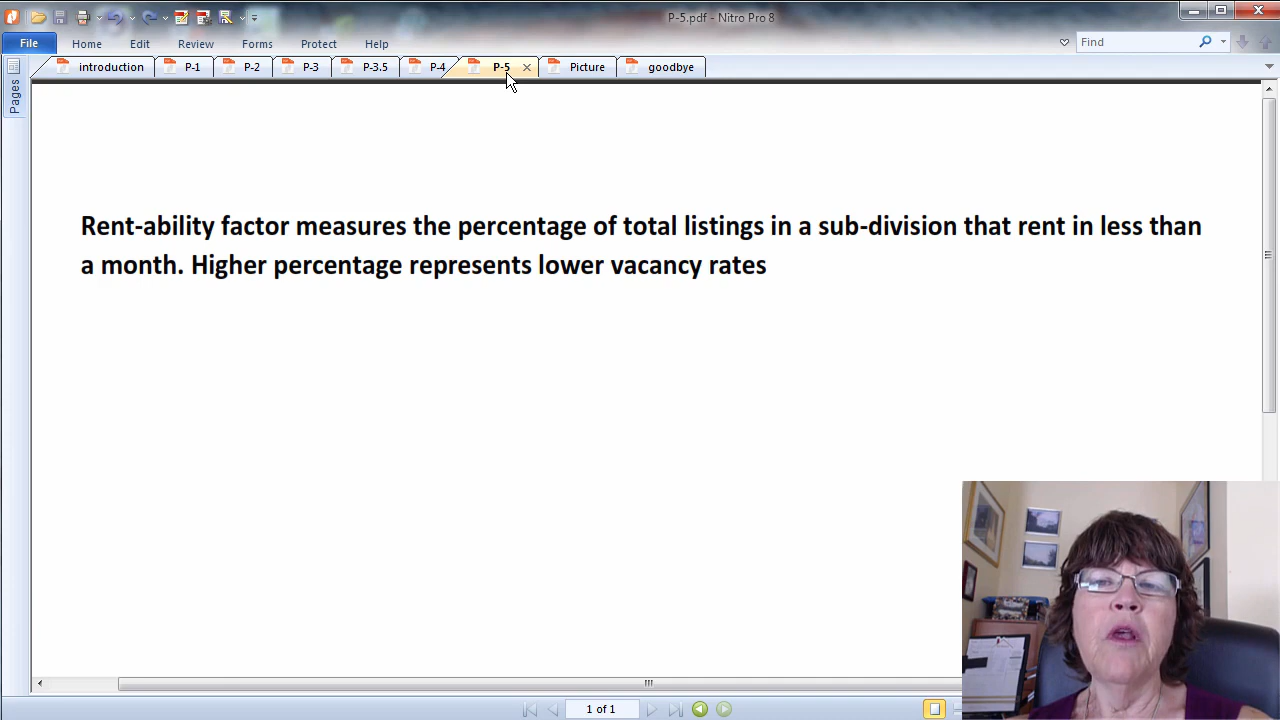 P-5.pdf - Nitro Pro 8
File Home Edit Review Forms Protect Help Find
introduction P-1 P-2 P-3 P-3.5 P-4 P-5 Picture goodbye
Pages
Rent-ability factor measures the percentage of total listings in a sub-division that rent in less than
a month. Higher percentage represents lower vacancy rates
1 of 1